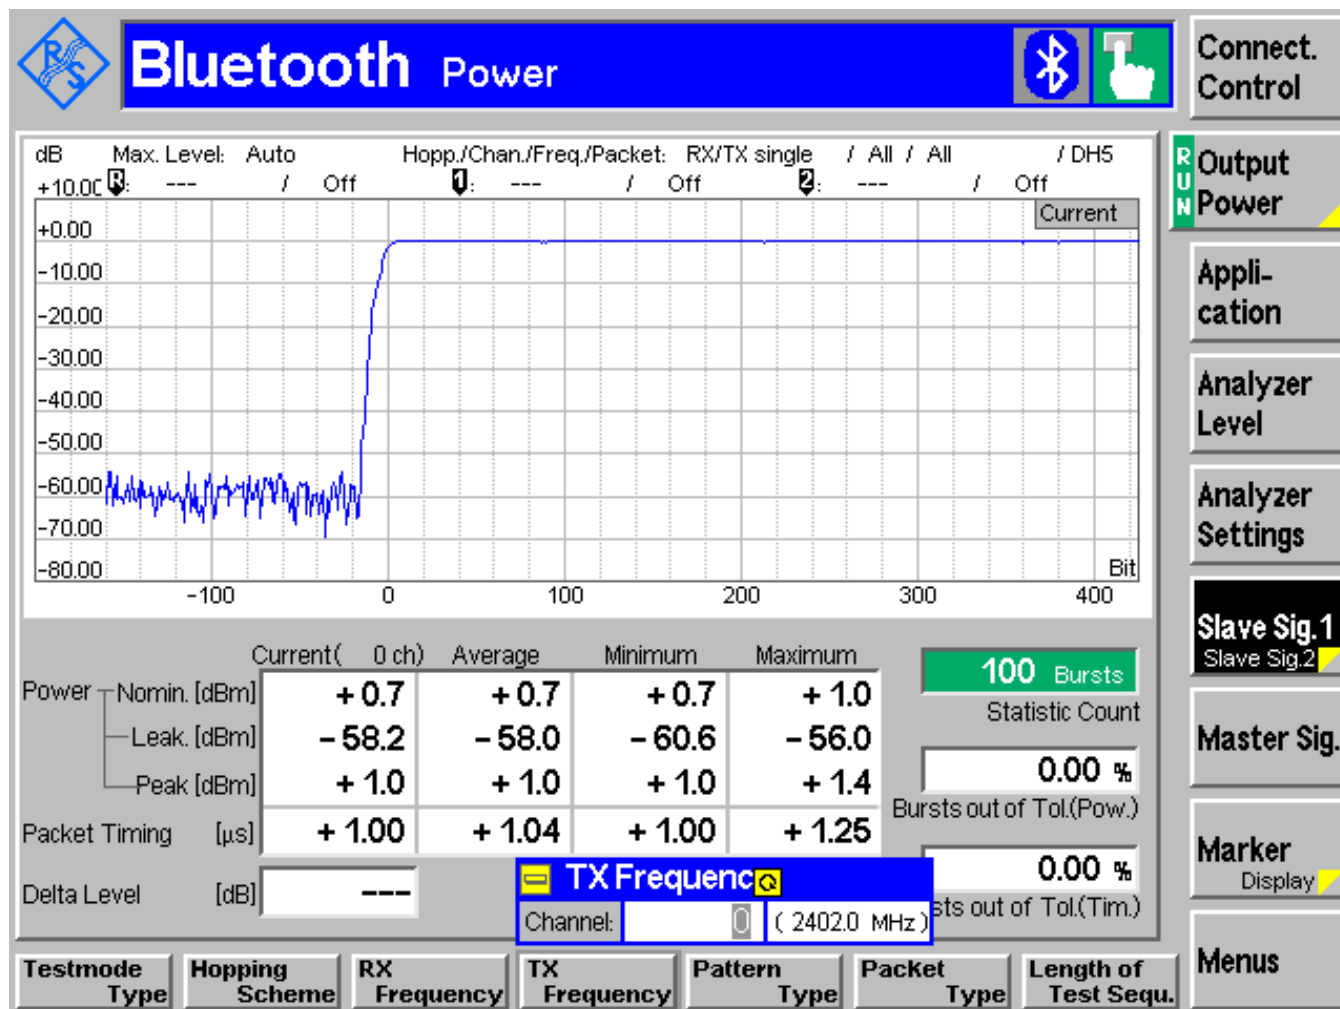 R S
Bluetooth Power
Connect. Control
dB Max. Level: Auto Hopp./Chan./Freq./Packet: RX/TX single / All / All / DH5
+10.00 R: --- / Off 1: --- / Off 2: --- / Off
Current
+0.00
-10.00
-20.00
-30.00
-40.00
-50.00
-60.00
-70.00
-80.00
Bit
-100 0 100 200 300 400
RUN
Output Power
Appli-
cation
Analyzer Level
Analyzer Settings
Slave Sig.1
Slave Sig.2
Master Sig.
Marker
Display
Menus
Current( 0 ch) Average Minimum Maximum
Power Nomin. [dBm] + 0.7 + 0.7 + 0.7 + 1.0
Leak. [dBm] - 58.2 - 58.0 - 60.6 - 56.0
Peak [dBm] + 1.0 + 1.0 + 1.0 + 1.4
Packet Timing [µs] + 1.00 + 1.04 + 1.00 + 1.25
Delta Level [dB] ---
100 Bursts
Statistic Count
0.00 %
Bursts out of Tol.(Pow.)
0.00 %
sts out of Tol.(Tim.)
TX Frequenc
Channel: 0 ( 2402.0 MHz )
Testmode Type
Hopping Scheme
RX Frequency
TX Frequency
Pattern Type
Packet Type
Length of Test Sequ.